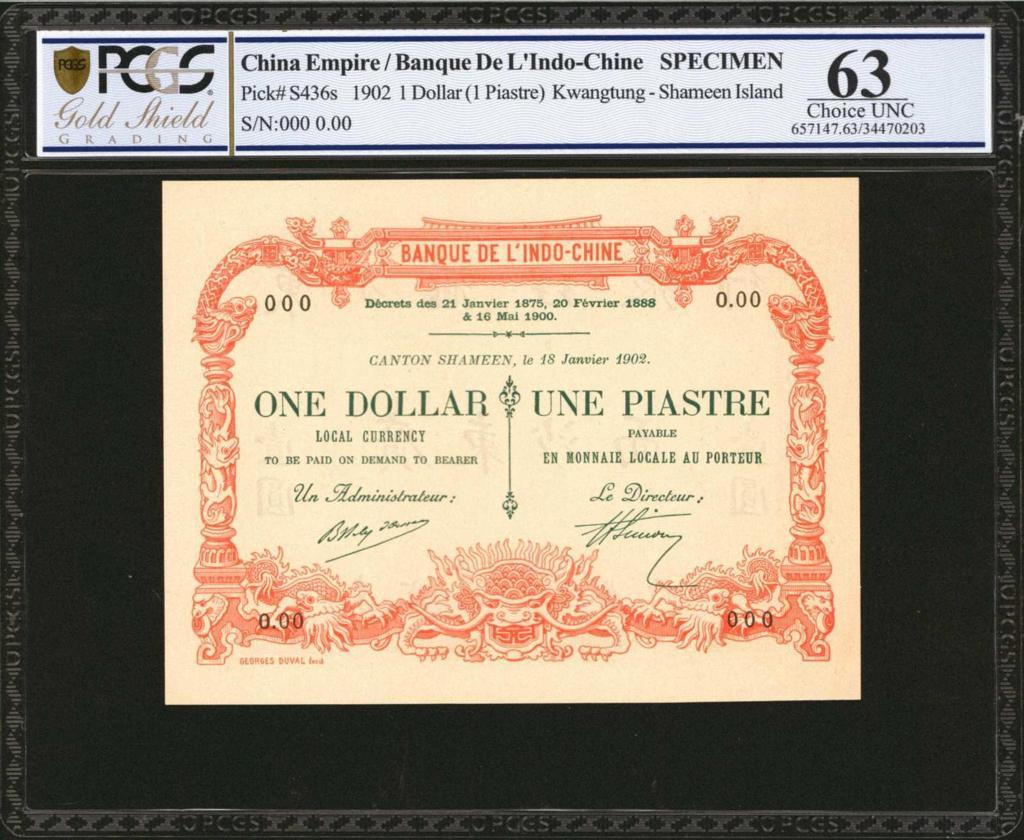 PCGS
PCGS
Gold Shield
GRADING
China Empire / Banque De L'Indo-Chine SPECIMEN
Pick# S436s 1902 1 Dollar (1 Piastre) Kwangtung - Shameen Island
S/N:000 0.00
63
Choice UNC
657147.63/34470203
BANQUE DE L'INDO-CHINE
000
0.00
Décrets des 21 Janvier 1875, 20 Février 1888
& 16 Mai 1900.
CANTON SHAMEEN, le 18 Janvier 1902.
ONE DOLLAR UNE PIASTRE
LOCAL CURRENCY
PAYABLE
TO BE PAID ON DEMAND TO BEARER
EN MONNAIE LOCALE AU PORTEUR
Un Administrateur:
Le Directeur:
0.00
000
GEORGES DUVAL fecit